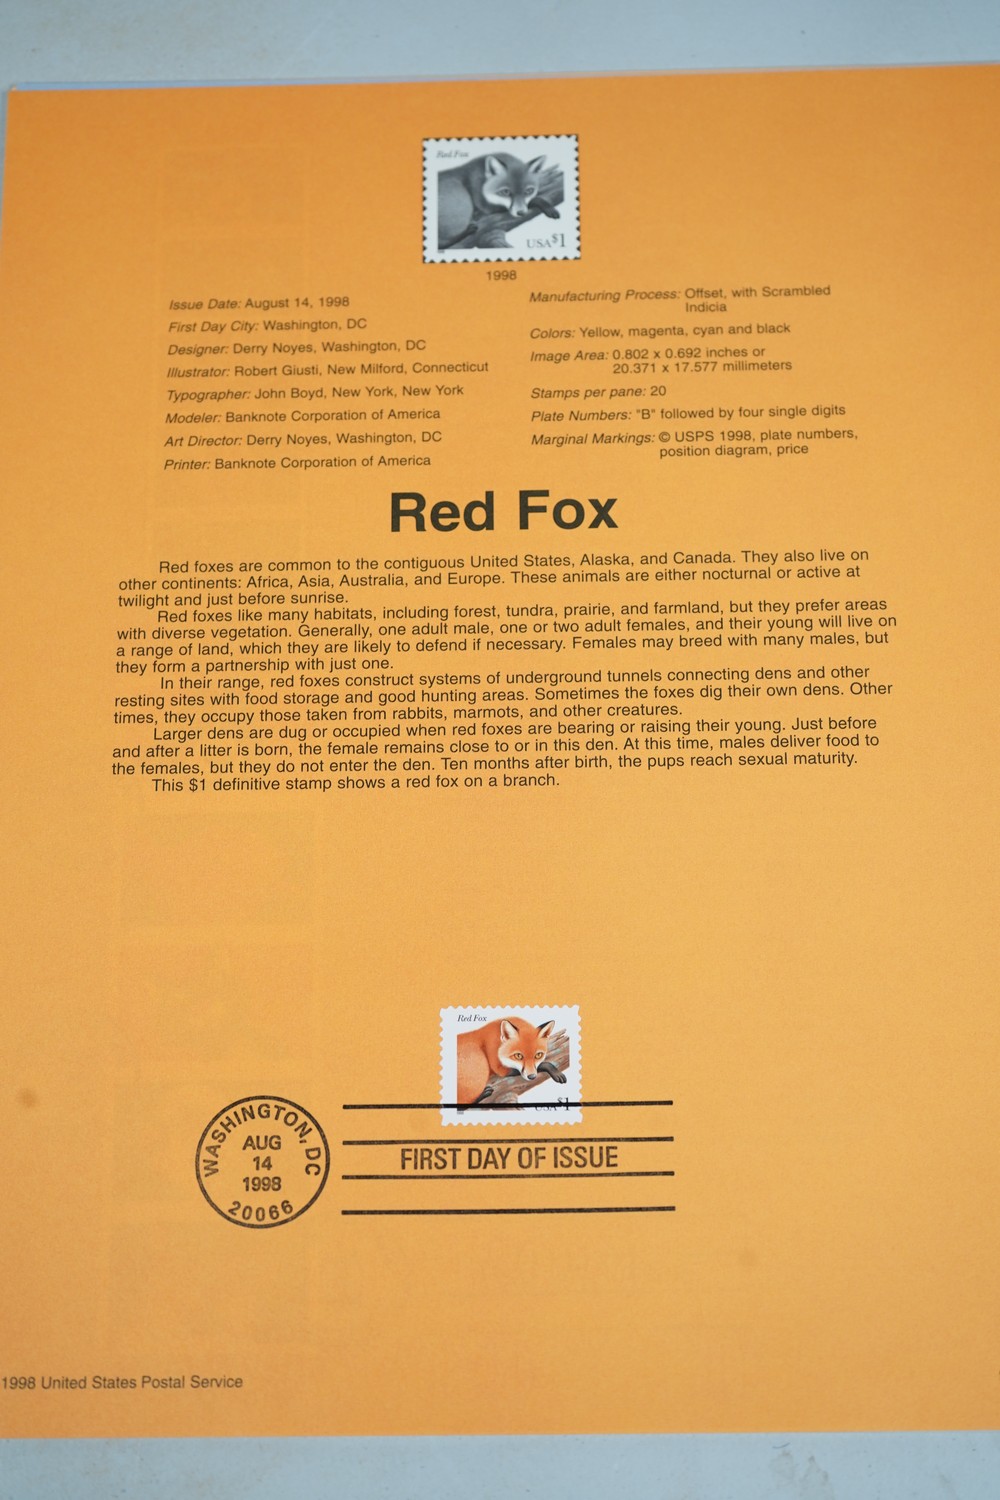 Red Fox
USA $1
1998
Issue Date: August 14, 1998
First Day City: Washington, DC
Designer: Derry Noyes, Washington, DC
Illustrator: Robert Giusti, New Milford, Connecticut
Typographer: John Boyd, New York, New York
Modeler: Banknote Corporation of America
Art Director: Derry Noyes, Washington, DC
Printer: Banknote Corporation of America
Manufacturing Process: Offset, with Scrambled
Indicia
Colors: Yellow, magenta, cyan and black
Image Area: 0.802 x 0.692 inches or
20.371 x 17.577 millimeters
Stamps per pane: 20
Plate Numbers: "B" followed by four single digits
Marginal Markings: © USPS 1998, plate numbers,
position diagram, price
Red Fox
Red foxes are common to the contiguous United States, Alaska, and Canada. They also live on
other continents: Africa, Asia, Australia, and Europe. These animals are either nocturnal or active at
twilight and just before sunrise.
Red foxes like many habitats, including forest, tundra, prairie, and farmland, but they prefer areas
with diverse vegetation. Generally, one adult male, one or two adult females, and their young will live on
a range of land, which they are likely to defend if necessary. Females may breed with many males, but
they form a partnership with just one.
In their range, red foxes construct systems of underground tunnels connecting dens and other
resting sites with food storage and good hunting areas. Sometimes the foxes dig their own dens. Other
times, they occupy those taken from rabbits, marmots, and other creatures.
Larger dens are dug or occupied when red foxes are bearing or raising their young. Just before
and after a litter is born, the female remains close to or in this den. At this time, males deliver food to
the females, but they do not enter the den. Ten months after birth, the pups reach sexual maturity.
This $1 definitive stamp shows a red fox on a branch.
Red Fox
USA $1
WASHINGTON, DC
AUG
14
1998
20066
FIRST DAY OF ISSUE
1998 United States Postal Service